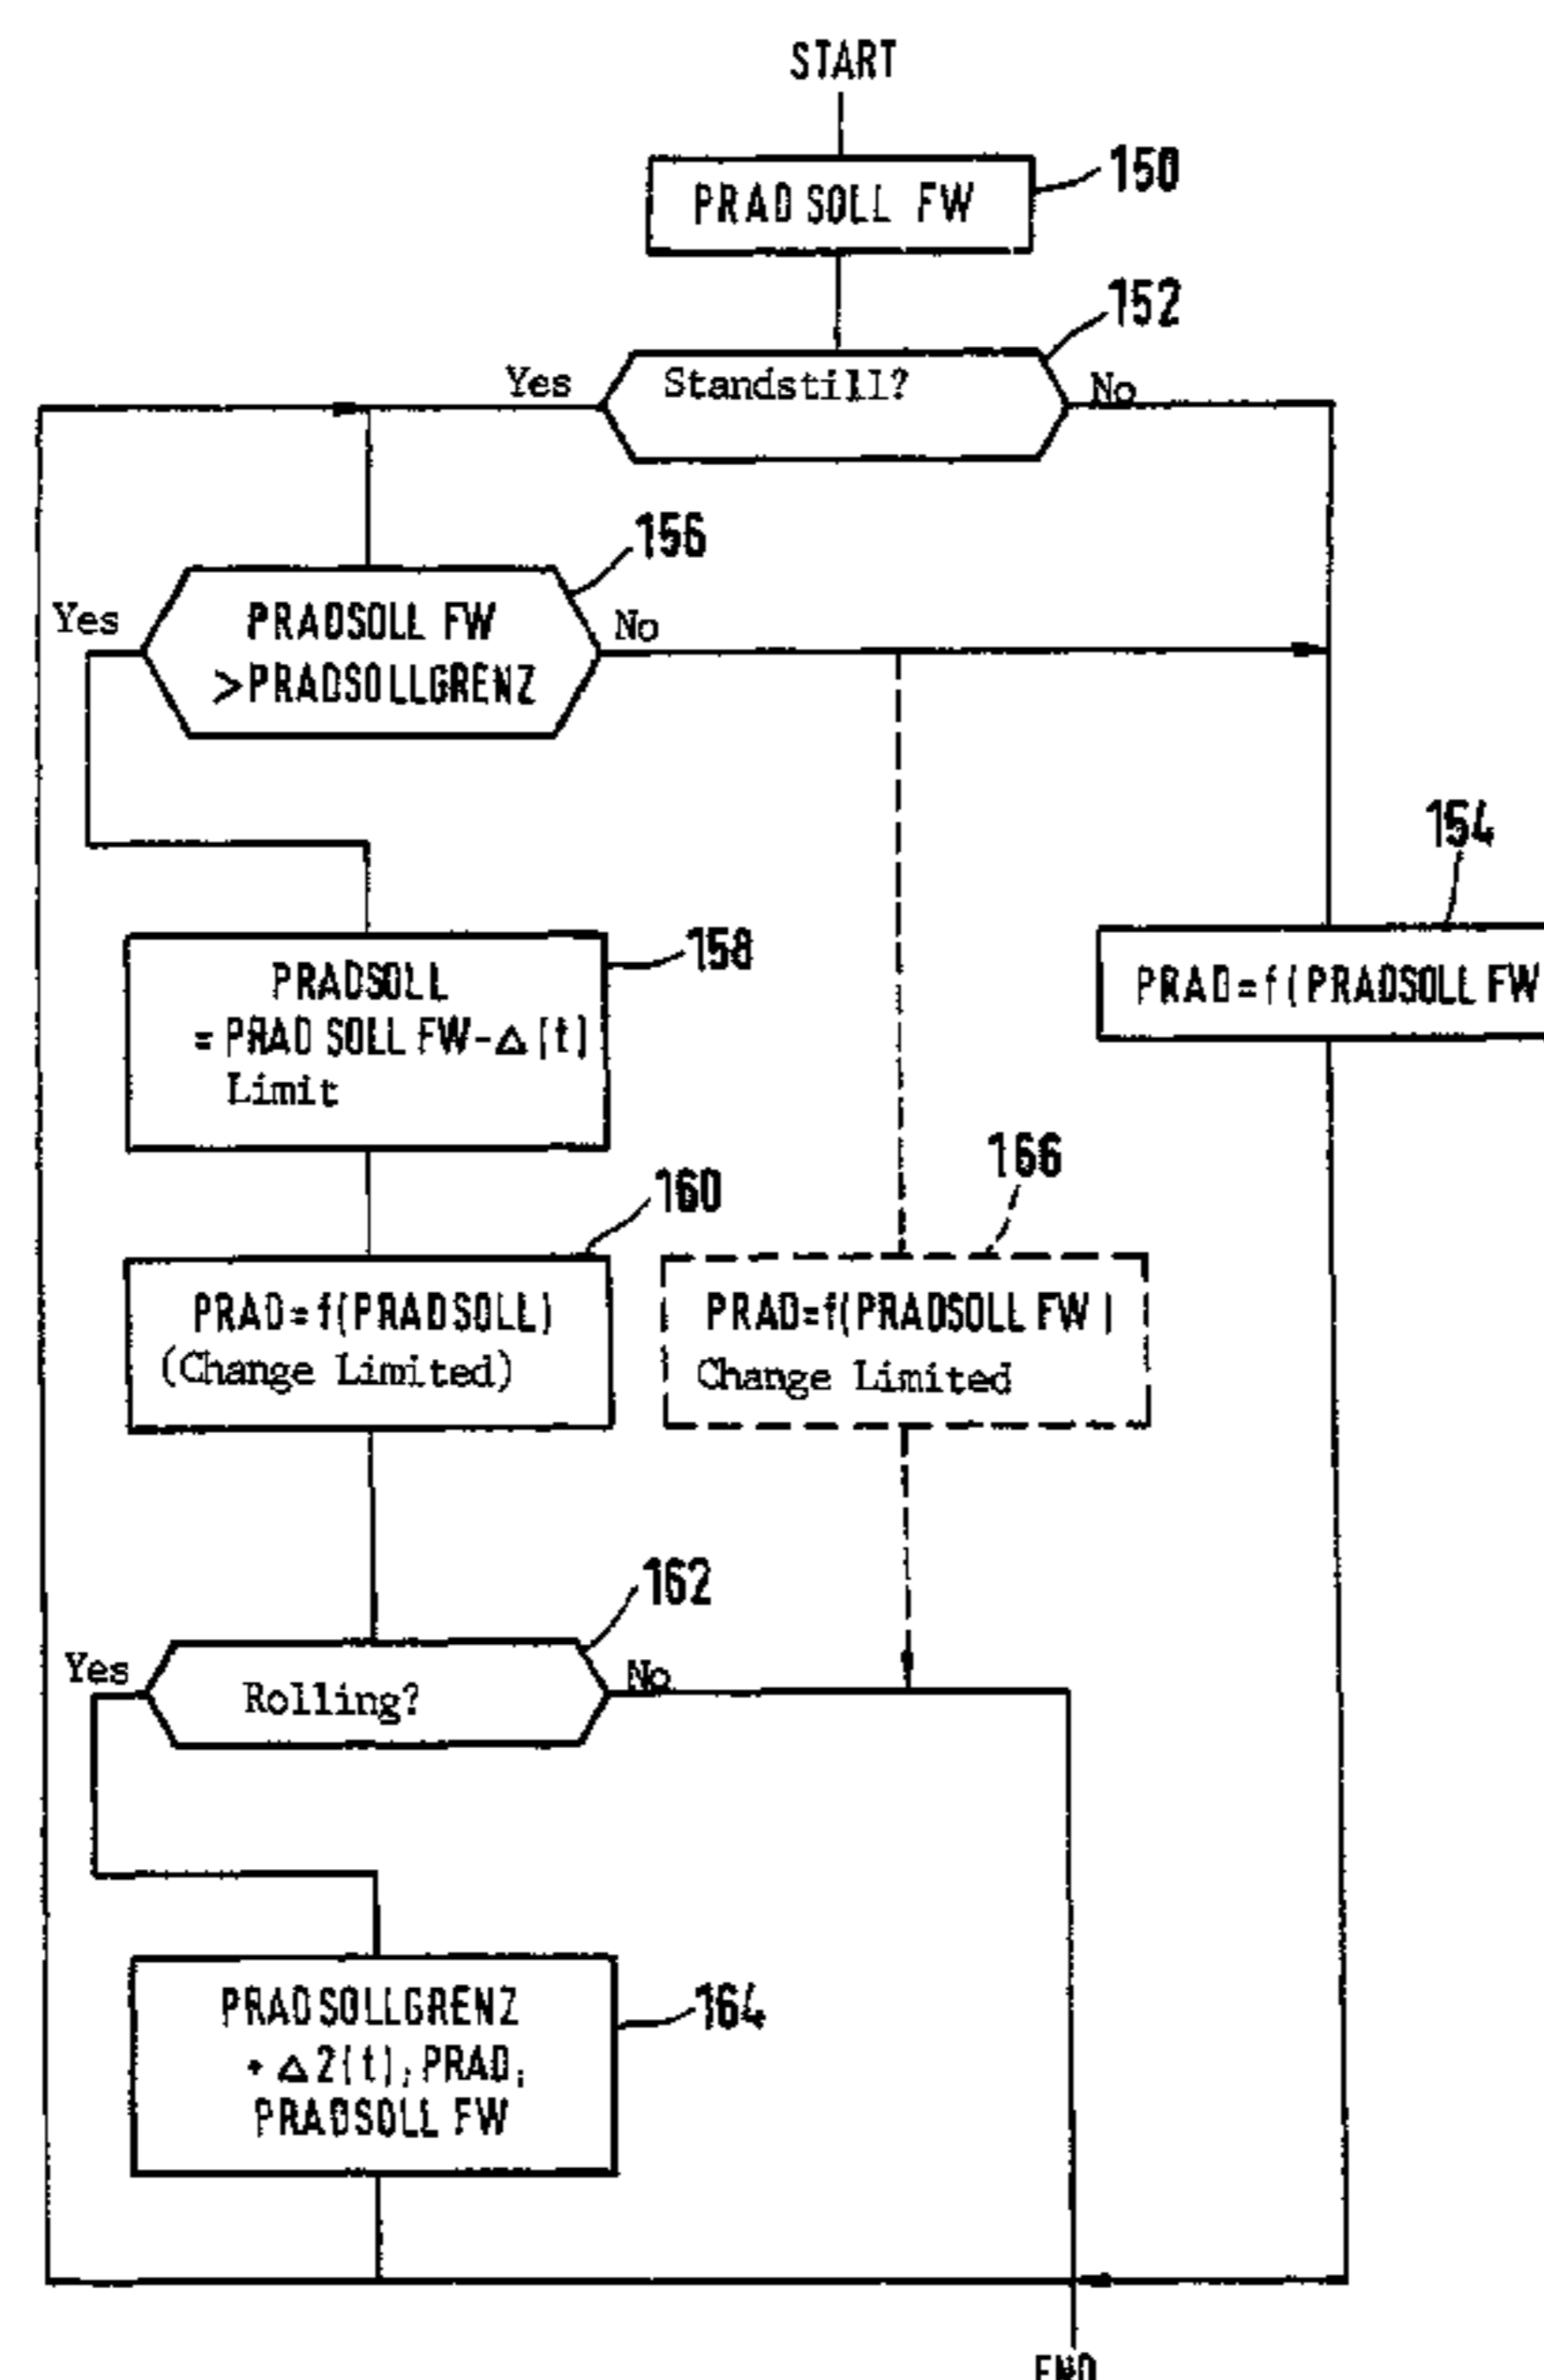 START
PRAD SOLL FW
150
152
Yes
Standstill?
No
156
Yes
PRADSOLL FW
>PRADSOLLGRENZ
No
154
PRAD=f(PRADSOLL FW
158
PRADSOLL
= PRAD SOLL FW-Δ(t)
Limit
160
PRAD=f(PRADSOLL)
(Change Limited)
166
PRAD=f(PRADSOLL FW)
Change Limited
162
Yes
Rolling?
No
164
PRADSOLLGRENZ
+ Δ2(t), PRAD,
PRADSOLL FW
END